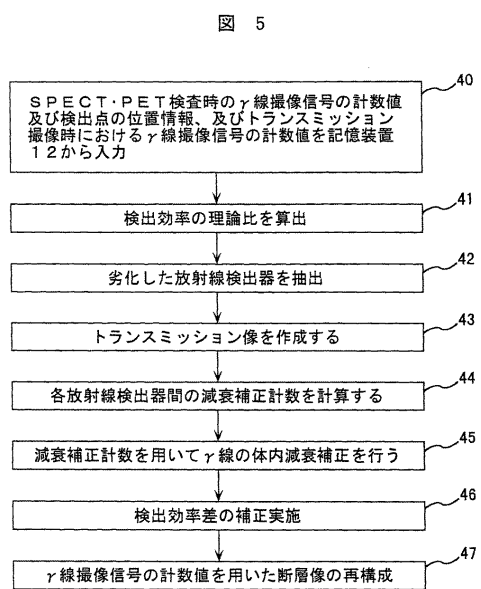 図 5
40
SPECT・PET検査時のγ線撮像信号の計数値
及び検出点の位置情報、及びトランスミッション
撮像時におけるγ線撮像信号の計数値を記憶装置
12から入力
41
検出効率の理論比を算出
42
劣化した放射線検出器を抽出
43
トランスミッション像を作成する
44
各放射線検出器間の減衰補正計数を計算する
45
減衰補正計数を用いてγ線の体内減衰補正を行う
46
検出効率差の補正実施
47
γ線撮像信号の計数値を用いた断層像の再構成